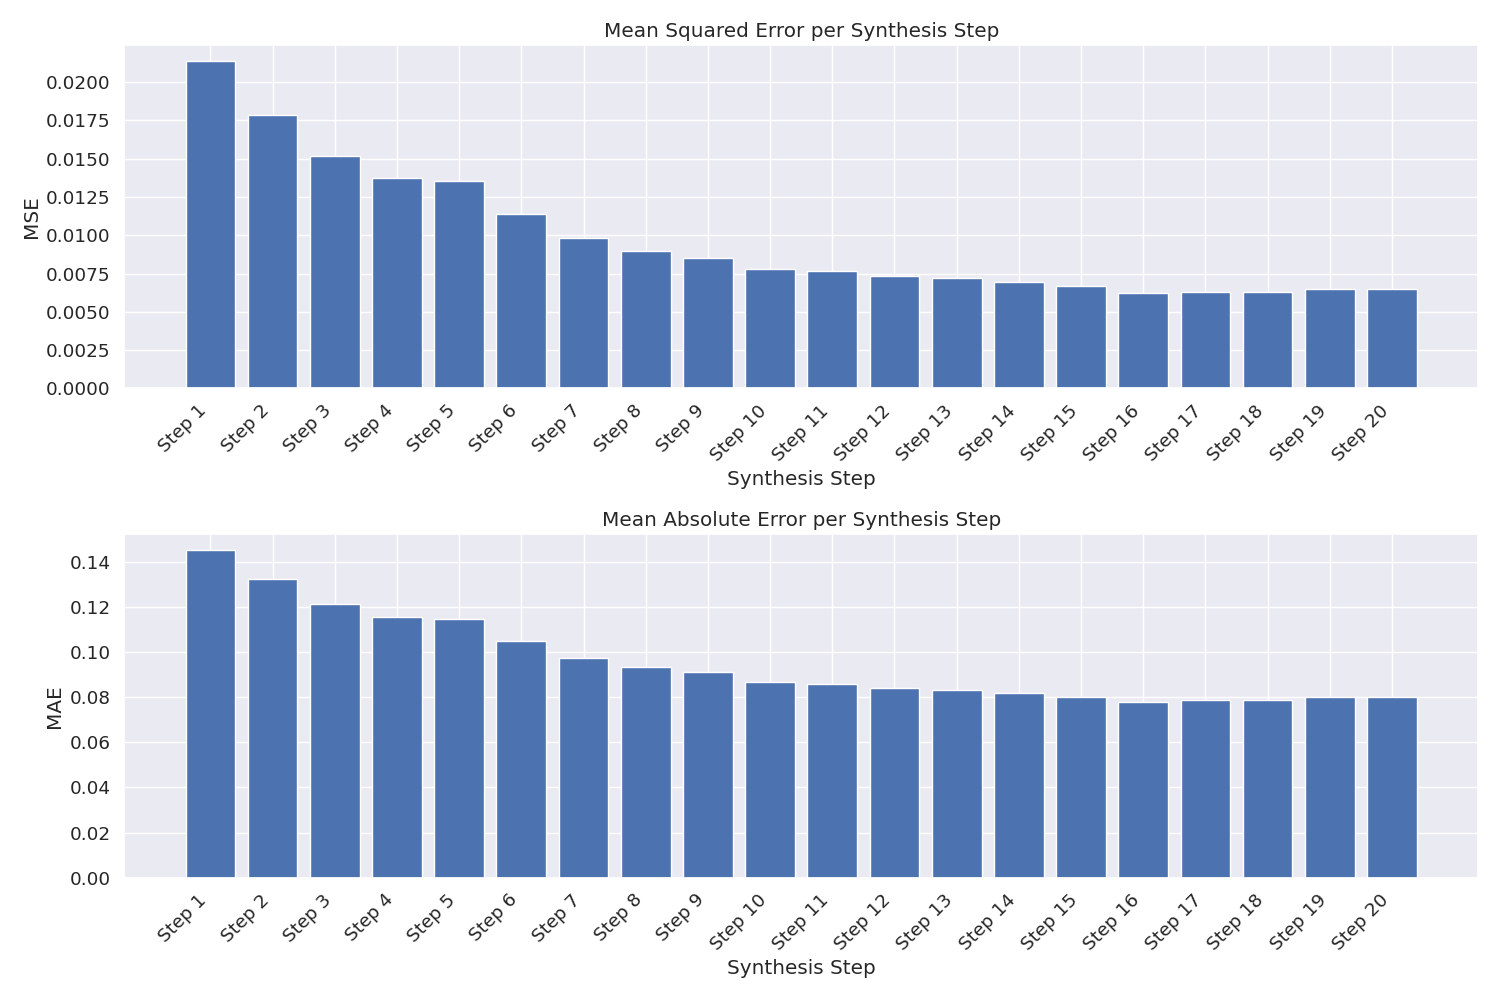 Mean Squared Error per Synthesis Step
MSE
0.0200
0.0175
0.0150
0.0125
0.0100
0.0075
0.0050
0.0025
0.0000
Step 1
Step 2
Step 3
Step 4
Step 5
Step 6
Step 7
Step 8
Step 9
Step 10
Step 11
Step 12
Step 13
Step 14
Step 15
Step 16
Step 17
Step 18
Step 19
Step 20
Synthesis Step
Mean Absolute Error per Synthesis Step
MAE
0.14
0.12
0.10
0.08
0.06
0.04
0.02
0.00
Step 1
Step 2
Step 3
Step 4
Step 5
Step 6
Step 7
Step 8
Step 9
Step 10
Step 11
Step 12
Step 13
Step 14
Step 15
Step 16
Step 17
Step 18
Step 19
Step 20
Synthesis Step